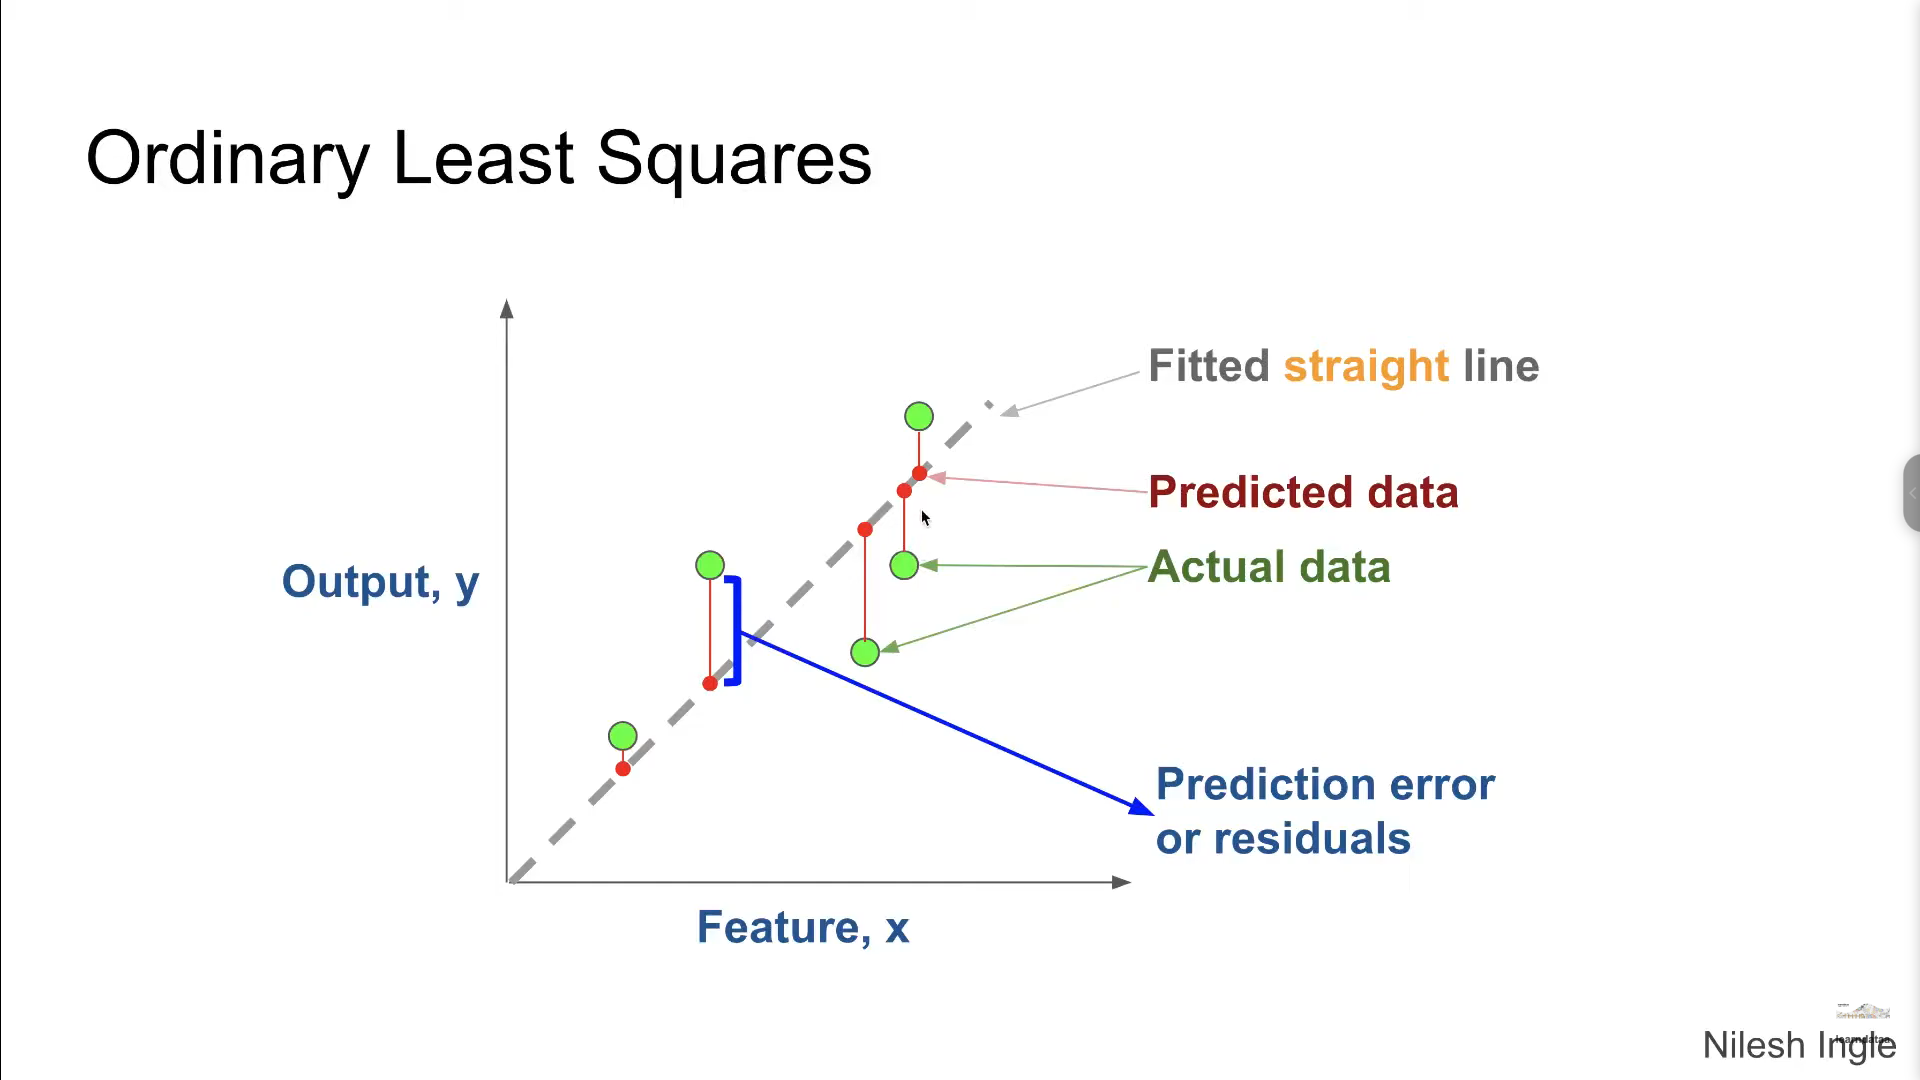 Ordinary Least Squares
Fitted straight line
Predicted data
Actual data
Output, y
Prediction error
or residuals
Feature, x
Nilesh Ingle